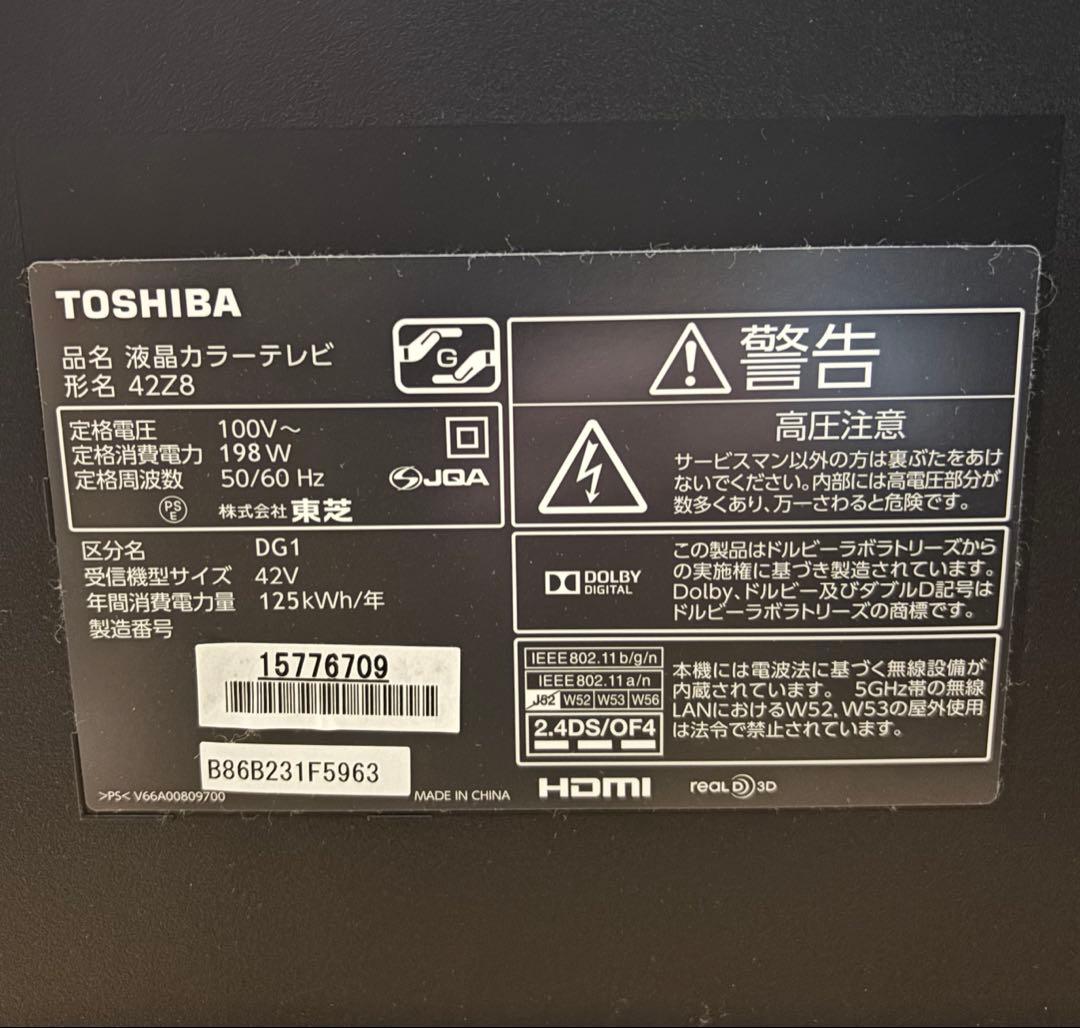 TOSHIBA
品名 液晶カラーテレビ
形名 42Z8
G
定格電圧 100V～
定格消費電力 198W
定格周波数 50/60 Hz
JQA
PS
E
株式会社 東芝
区分名 DG1
受信機型サイズ 42V
年間消費電力量 125kWh/年
製造番号
15776709
B86B231F5963
>PS< V66A00809700
MADE IN CHINA
警告
高圧注意
サービスマン以外の方は裏ぶたをあけ
ないでください。内部には高電圧部分が
数多くあり、万一さわると危険です。
DOLBY
DIGITAL
この製品はドルビーラボラトリーズから
の実施権に基づき製造されています。
Dolby、ドルビー及びダブルD記号は
ドルビーラボラトリーズの商標です。
IEEE802.11b/g/n
IEEE802.11a/n
J52 W52 W53 W56
2.4DS/OF4
本機には電波法に基づく無線設備が
内蔵されています。 5GHz帯の無線
LANにおけるW52, W53の屋外使用
は法令で禁止されています。
HDMI
REALD 3D